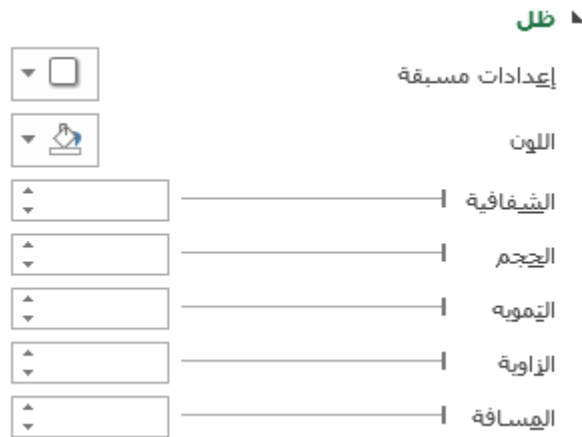 ظل
إعدادات مسبقة
اللون
الشفافية
الحجم
التمويه
الزاوية
المسافة